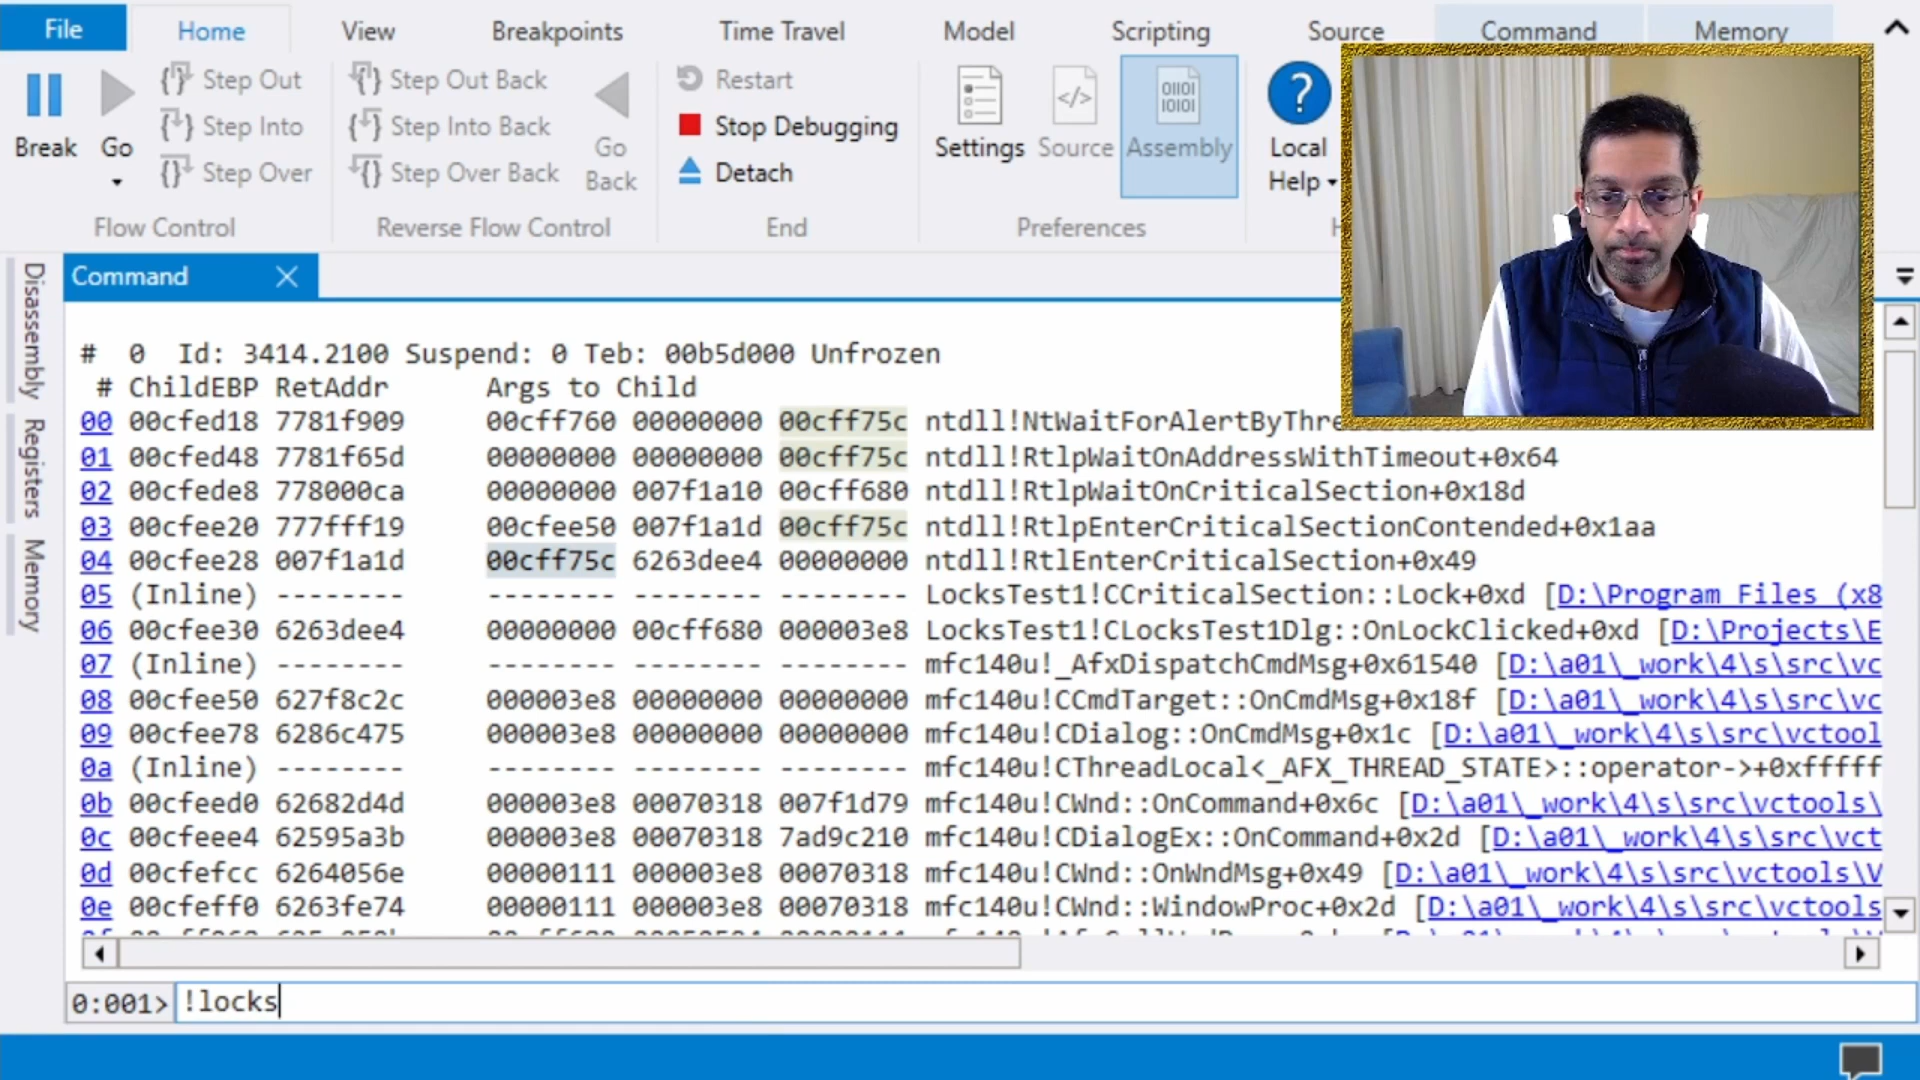 File Home View Breakpoints Time Travel Model Scripting Source Command Memory
Break
Go
Step Out
Step Into
Step Over
Flow Control
Step Out Back
Step Into Back
Step Over Back
Go Back
Reverse Flow Control
Restart
Stop Debugging
Detach
End
Settings
Source
Assembly
Preferences
Local Help
Disassembly
Registers
Memory
Command
# 0 Id: 3414.2100 Suspend: 0 Teb: 00b5d000 Unfrozen
# ChildEBP RetAddr Args to Child
00 00cfed18 7781f909 00cff760 00000000 00cff75c ntdll!NtWaitForAlertByThre
01 00cfed48 7781f65d 00000000 00000000 00cff75c ntdll!RtlpWaitOnAddressWithTimeout+0x64
02 00cfede8 778000ca 00000000 007f1a10 00cff680 ntdll!RtlpWaitOnCriticalSection+0x18d
03 00cfee20 777fff19 00cfee50 007f1a1d 00cff75c ntdll!RtlpEnterCriticalSectionContended+0x1aa
04 00cfee28 007f1a1d 00cff75c 6263dee4 00000000 ntdll!RtlEnterCriticalSection+0x49
05 (Inline) -------- -------- -------- -------- LocksTest1!CCriticalSection::Lock+0xd [D:\Program Files (x8
06 00cfee30 6263dee4 00000000 00cff680 000003e8 LocksTest1!CLocksTest1Dlg::OnLockClicked+0xd [D:\Projects\E
07 (Inline) -------- -------- -------- -------- mfc140u!_AfxDispatchCmdMsg+0x61540 [D:\a01\_work\4\s\src\vc
08 00cfee50 627f8c2c 000003e8 00000000 00000000 mfc140u!CCmdTarget::OnCmdMsg+0x18f [D:\a01\_work\4\s\src\vc
09 00cfee78 6286c475 000003e8 00000000 00000000 mfc140u!CDialog::OnCmdMsg+0x1c [D:\a01\_work\4\s\src\vctool
0a (Inline) -------- -------- -------- -------- mfc140u!CThreadLocal<_AFX_THREAD_STATE>::operator->+0xfffff
0b 00cfeed0 62682d4d 000003e8 00070318 007f1d79 mfc140u!CWnd::OnCommand+0x6c [D:\a01\_work\4\s\src\vctools\
0c 00cfeee4 62595a3b 000003e8 00070318 7ad9c210 mfc140u!CDialogEx::OnCommand+0x2d [D:\a01\_work\4\s\src\vct
0d 00cfefcc 6264056e 00000111 000003e8 00070318 mfc140u!CWnd::OnWndMsg+0x49 [D:\a01\_work\4\s\src\vctools\V
0e 00cfeff0 6263fe74 00000111 000003e8 00070318 mfc140u!CWnd::WindowProc+0x2d [D:\a01\_work\4\s\src\vctools
0:001> !locks